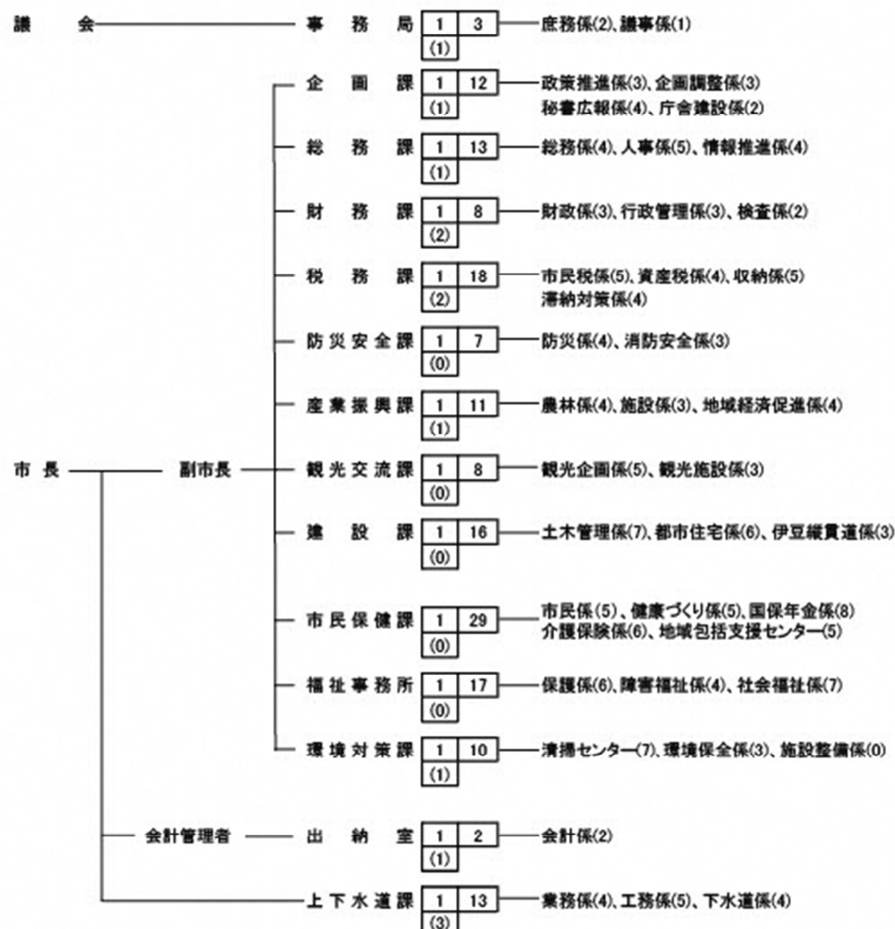 議会 事務局 1 3 庶務係(2)、議事係(1)
(1)
企画課 1 12 政策推進係(3)、企画調整係(3)
(1) 秘書広報係(4)、庁舎建設係(2)
総務課 1 13 総務係(4)、人事係(5)、情報推進係(4)
(1)
財務課 1 8 財政係(3)、行政管理係(3)、検査係(2)
(2)
税務課 1 18 市民税係(5)、資産税係(4)、収納係(5)
(2) 滞納対策係(4)
防災安全課 1 7 防災係(4)、消防安全係(3)
(0)
産業振興課 1 11 農林係(4)、施設係(3)、地域経済促進係(4)
(1)
市長 副市長 観光交流課 1 8 観光企画係(5)、観光施設係(3)
(0)
建設課 1 16 土木管理係(7)、都市住宅係(6)、伊豆縦貫道係(3)
(0)
市民保健課 1 29 市民係(5)、健康づくり係(5)、国保年金係(8)
(0) 介護保険係(6)、地域包括支援センター(5)
福祉事務所 1 17 保護係(6)、障害福祉係(4)、社会福祉係(7)
(0)
環境対策課 1 10 清掃センター(7)、環境保全係(3)、施設整備係(0)
(1)
会計管理者 出納室 1 2 会計係(2)
(1)
上下水道課 1 13 業務係(4)、工務係(5)、下水道係(4)
(3)